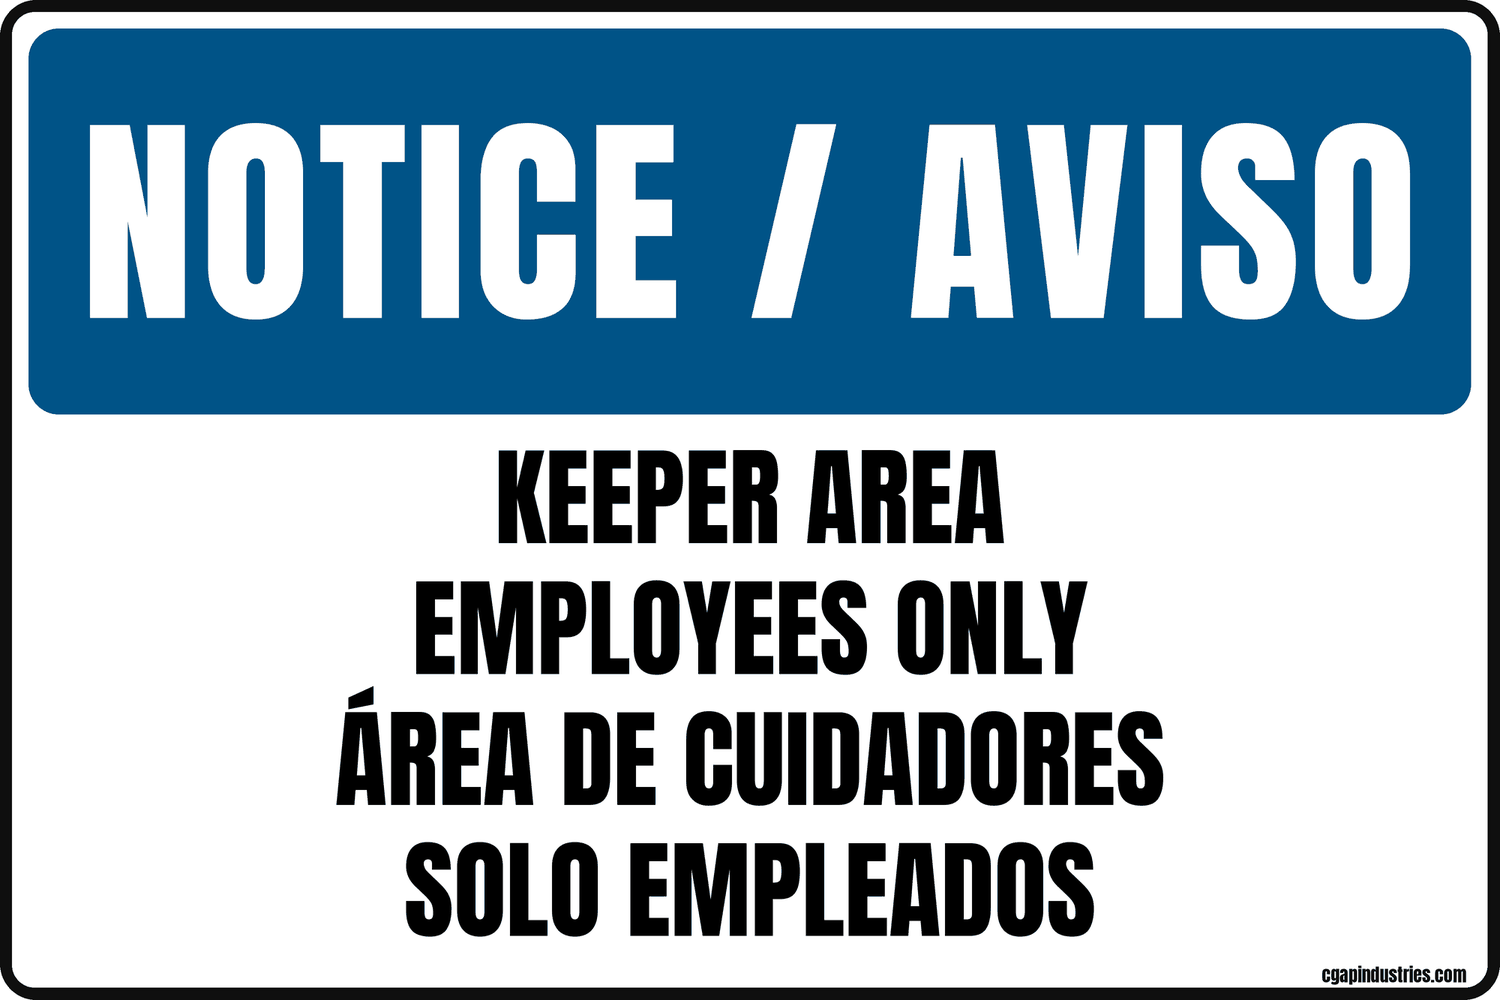 NOTICE / AVISO
KEEPER AREA
EMPLOYEES ONLY
ÁREA DE CUIDADORES
SOLO EMPLEADOS
cgapindustries.com